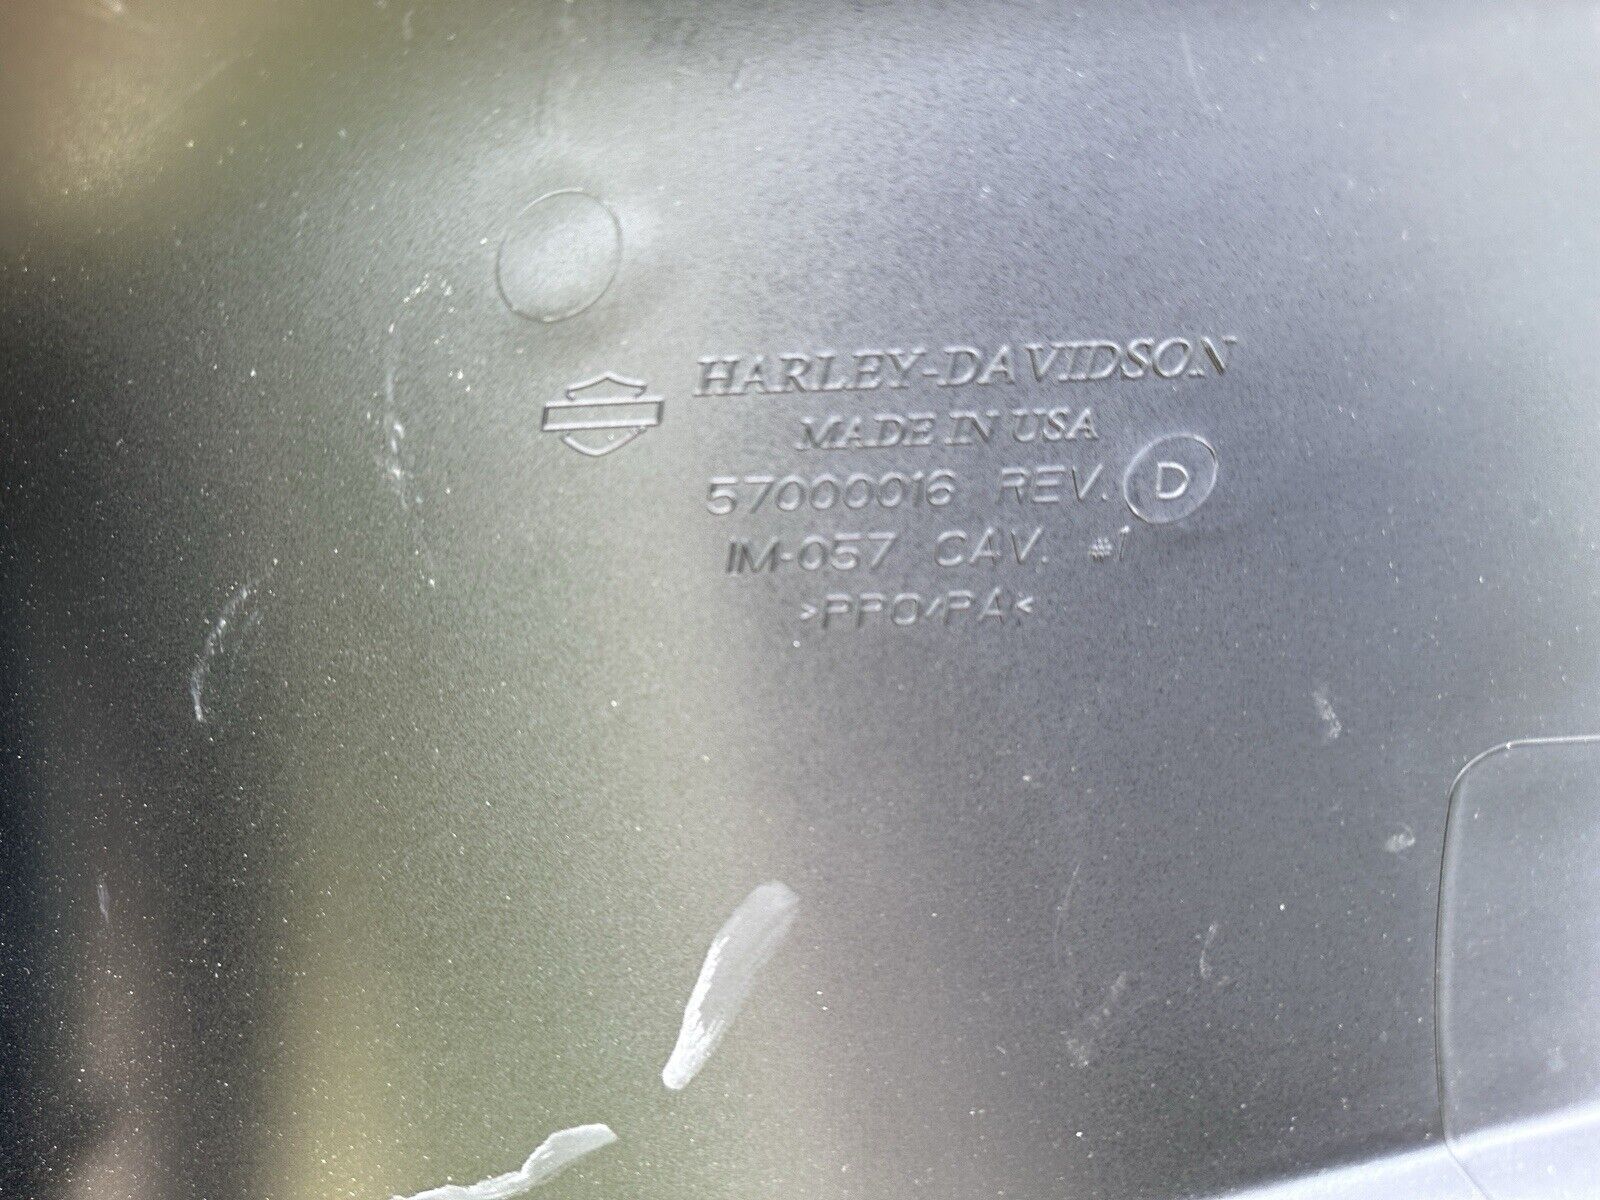 HARLEY-DAVIDSON
MADE IN USA
57000016 REV. D
IM-057 CAV. #1
>PPO/PA<